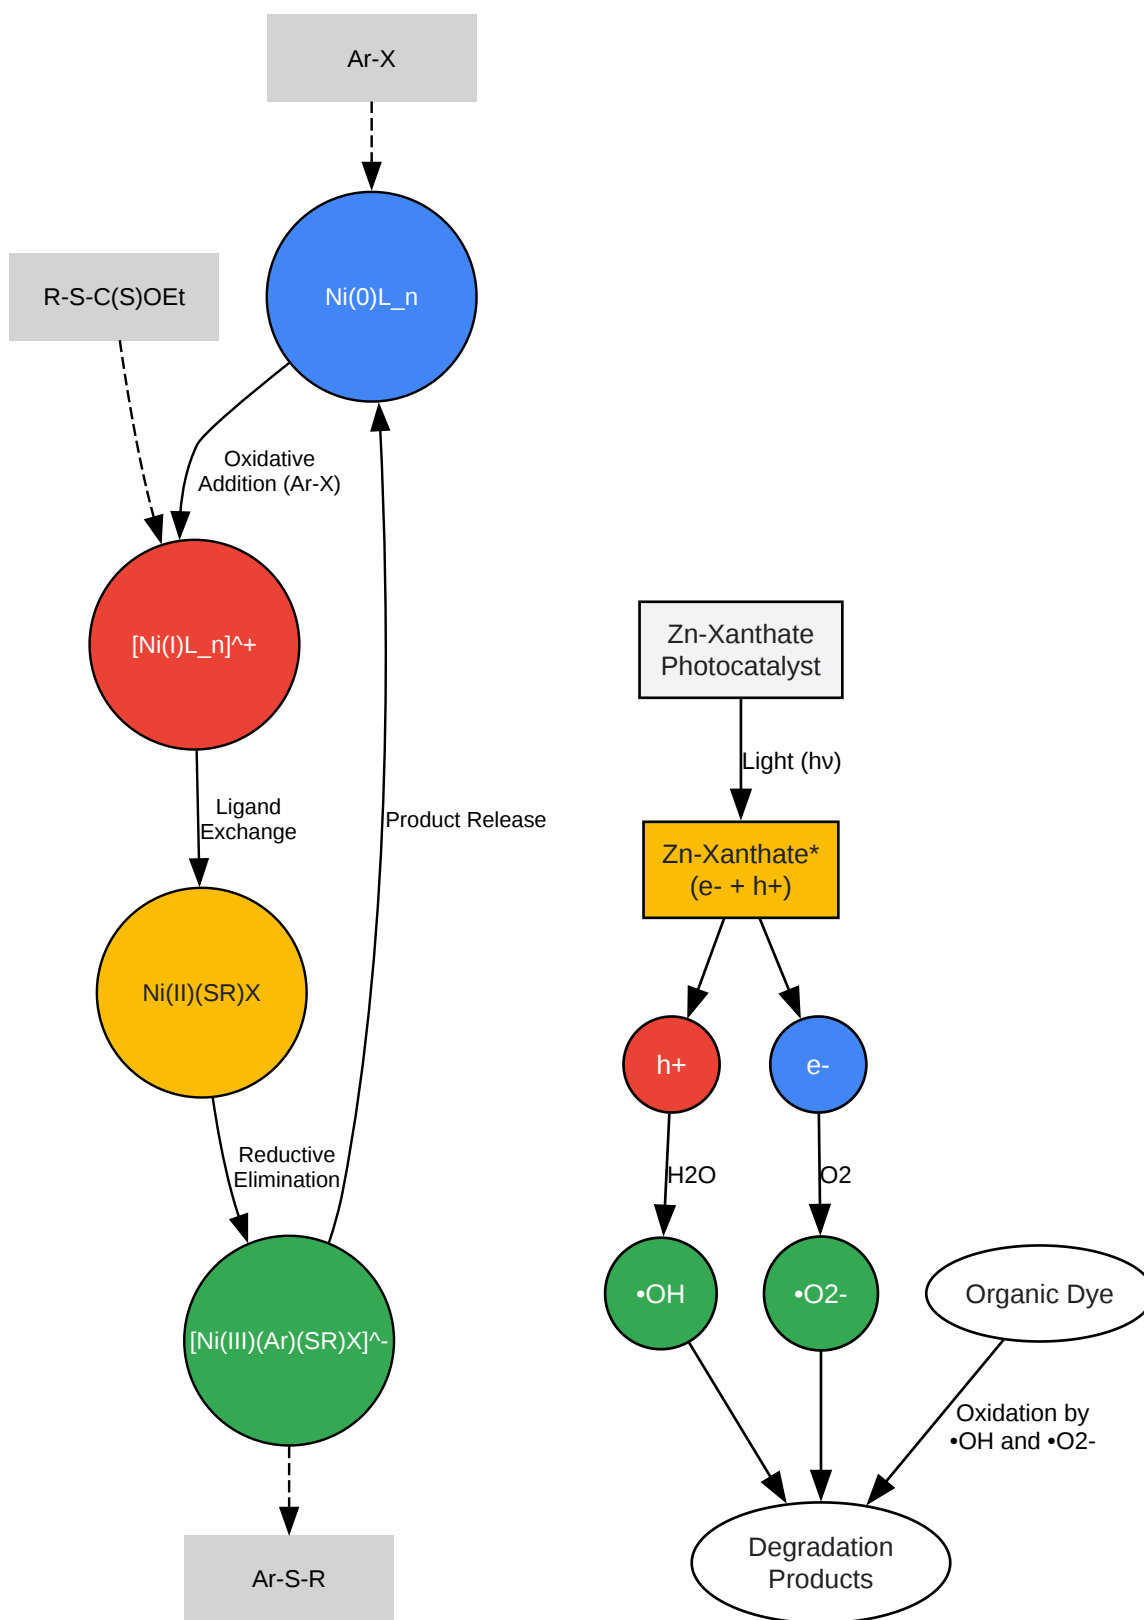 Ar-X
R-S-C(S)OEt
Ni(0)L_n
Oxidative
Addition (Ar-X)
[Ni(I)L_n]^+
Ligand
Exchange
Product Release
Ni(II)(SR)X
Reductive
Elimination
[Ni(III)(Ar)(SR)X]^-
Ar-S-R
Zn-Xanthate
Photocatalyst
Light (hν)
Zn-Xanthate*
(e- + h+)
h+
e-
H2O
O2
•OH
•O2-
Organic Dye
Oxidation by
•OH and •O2-
Degradation
Products